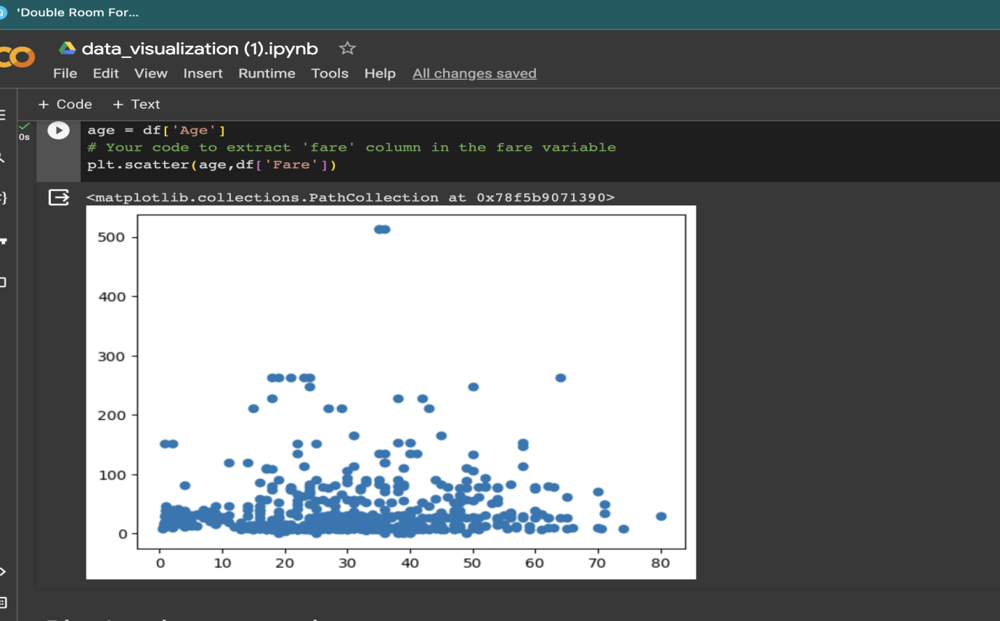 'Double Room For...
data_visualization (1).ipynb
File Edit View Insert Runtime Tools Help All changes saved
+ Code + Text
0s
age = df['Age']
# Your code to extract 'fare' column in the fare variable
plt.scatter(age,df['Fare'])
<matplotlib.collections.PathCollection at 0x78f5b9071390>
500
400
300
200
100
0
0 10 20 30 40 50 60 70 80